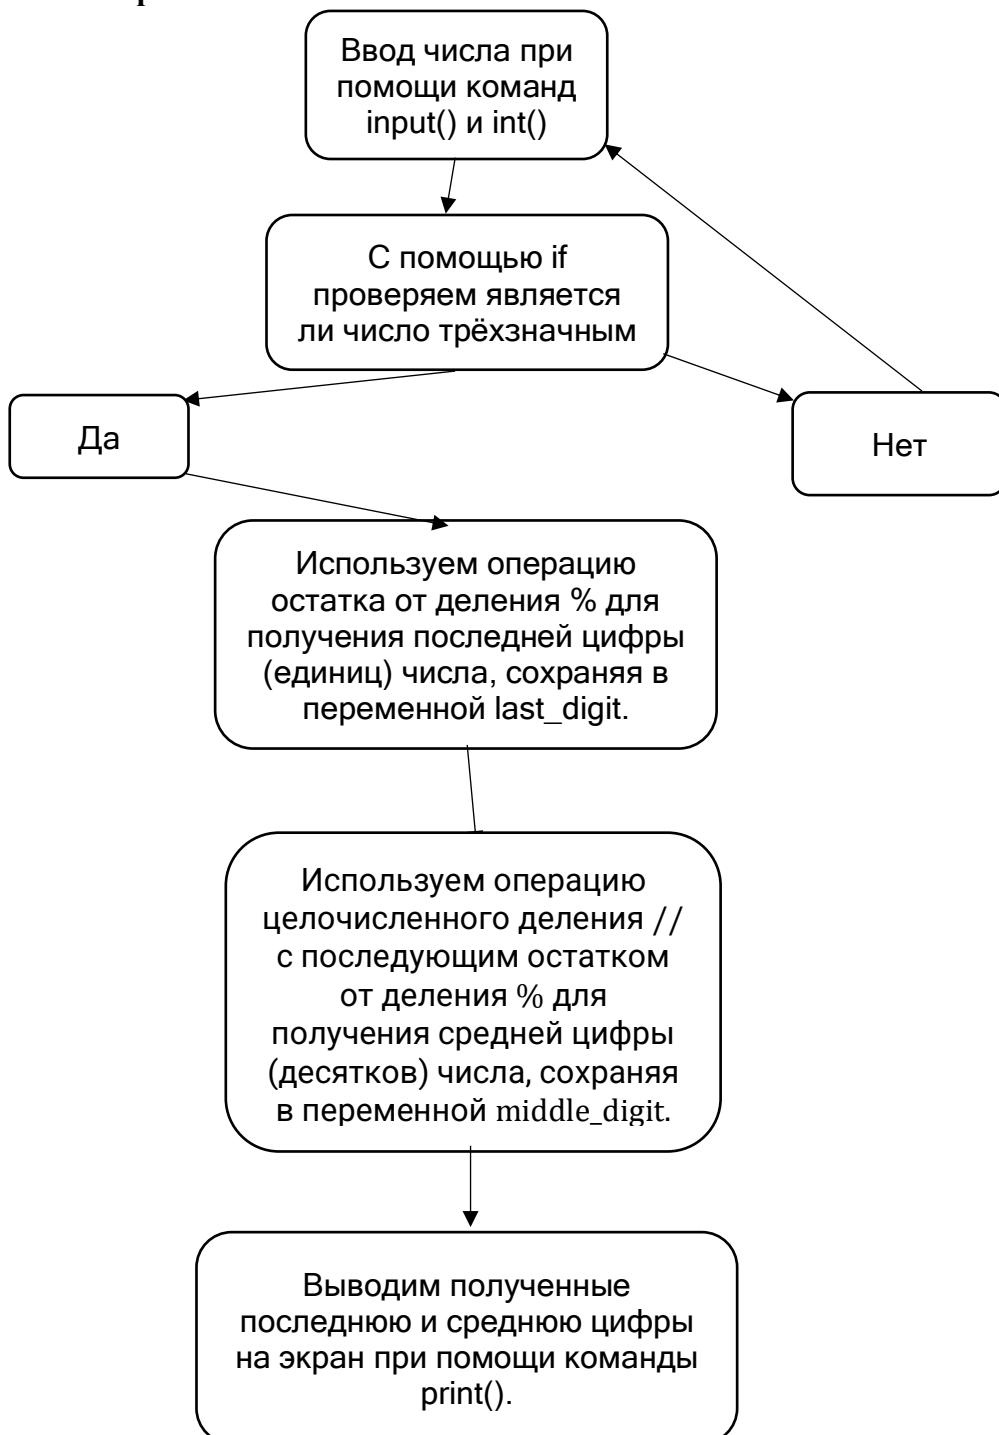 Ввод числа при
помощи команд
input() и int()
С помощью if
проверяем является
ли число трёхзначным
Да
Нет
Используем операцию
остатка от деления % для
получения последней цифры
(единиц) числа, сохраняя в
переменной last_digit.
Используем операцию
целочисленного деления //
с последующим остатком
от деления % для
получения средней цифры
(десятков) числа, сохраняя
в переменной middle_digit.
Выводим полученные
последнюю и среднюю цифры
на экран при помощи команды
print().